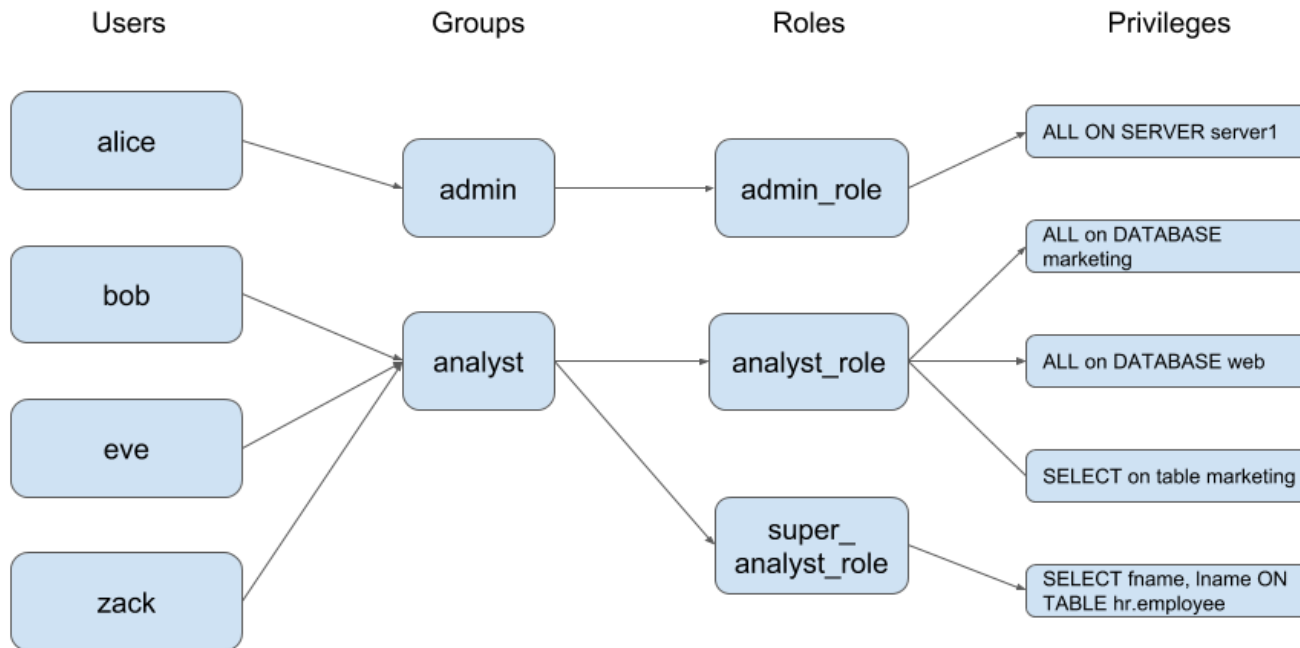 Users
Groups
Roles
Privileges
alice
admin
admin_role
ALL ON SERVER server1
bob
ALL on DATABASE
marketing
analyst
analyst_role
ALL on DATABASE web
eve
SELECT on table marketing
super_
analyst_role
zack
SELECT fname, lname ON
TABLE hr.employee